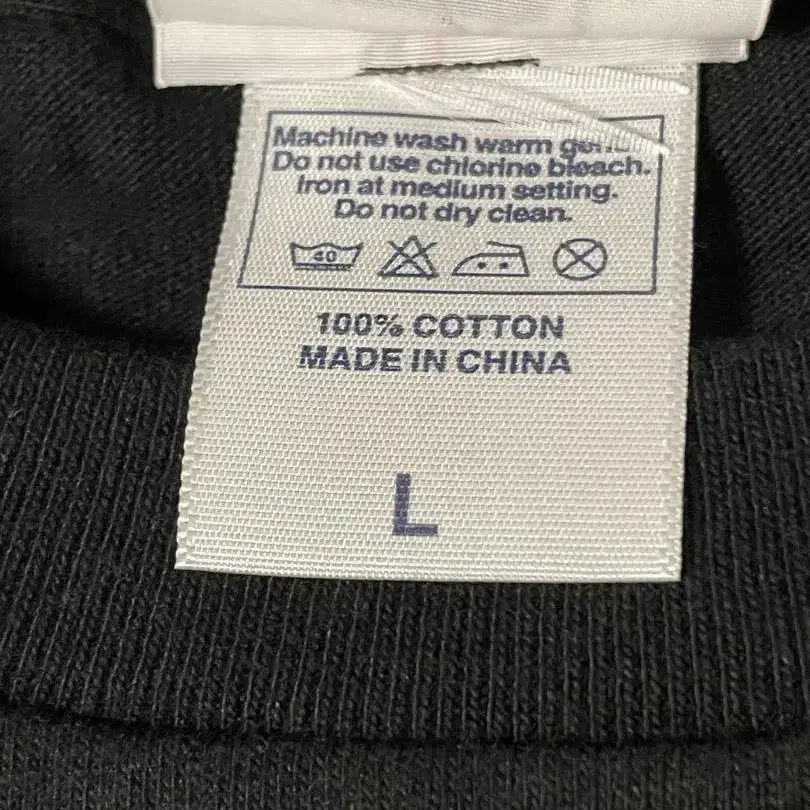 Machine wash warm
Do not use chlorine bleach.
Iron at medium setting.
Do not dry clean.
40
100% COTTON
MADE IN CHINA
L